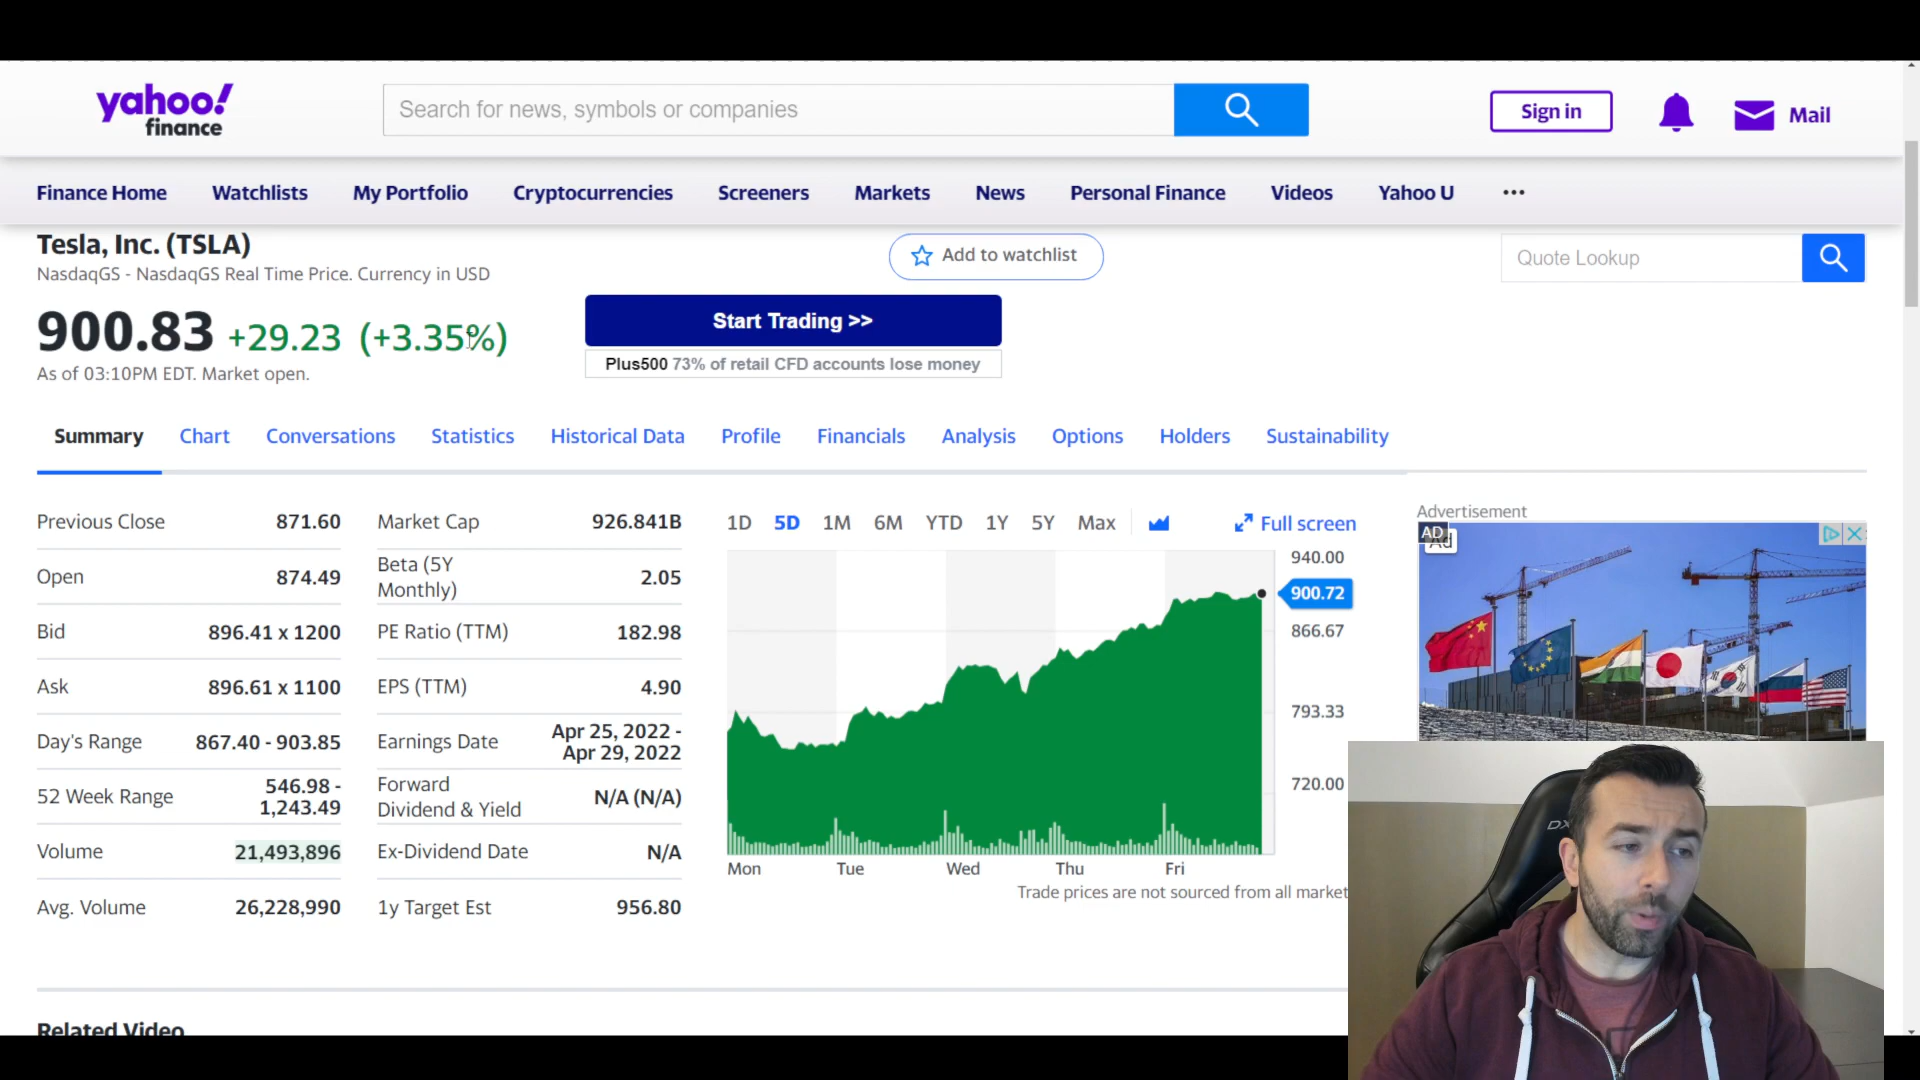 yahoo!
finance
Search for news, symbols or companies
Sign in
Mail
Finance Home Watchlists My Portfolio Cryptocurrencies Screeners Markets News Personal Finance Videos Yahoo U ...
Tesla, Inc. (TSLA)
Add to watchlist
Quote Lookup
NasdaqGS - NasdaqGS Real Time Price. Currency in USD
900.83 +29.23 (+3.35%)
As of 03:10PM EDT. Market open.
Start Trading >>
Plus500 73% of retail CFD accounts lose money
Summary Chart Conversations Statistics Historical Data Profile Financials Analysis Options Holders Sustainability
Previous Close 871.60
Open 874.49
Bid 896.41 x 1200
Ask 896.61 x 1100
Day's Range 867.40 - 903.85
52 Week Range 546.98 -
1,243.49
Volume 21,493,896
Avg. Volume 26,228,990
Market Cap 926.841B
Beta (5Y
Monthly) 2.05
PE Ratio (TTM) 182.98
EPS (TTM) 4.90
Earnings Date Apr 25, 2022 -
Apr 29, 2022
Forward
Dividend & Yield N/A (N/A)
Ex-Dividend Date N/A
1y Target Est 956.80
1D 5D 1M 6M YTD 1Y 5Y Max
Full screen
940.00
900.72
866.67
793.33
720.00
Mon Tue Wed Thu Fri
Trade prices are not sourced from all market
Advertisement
AD
Ad
DX
Related Video